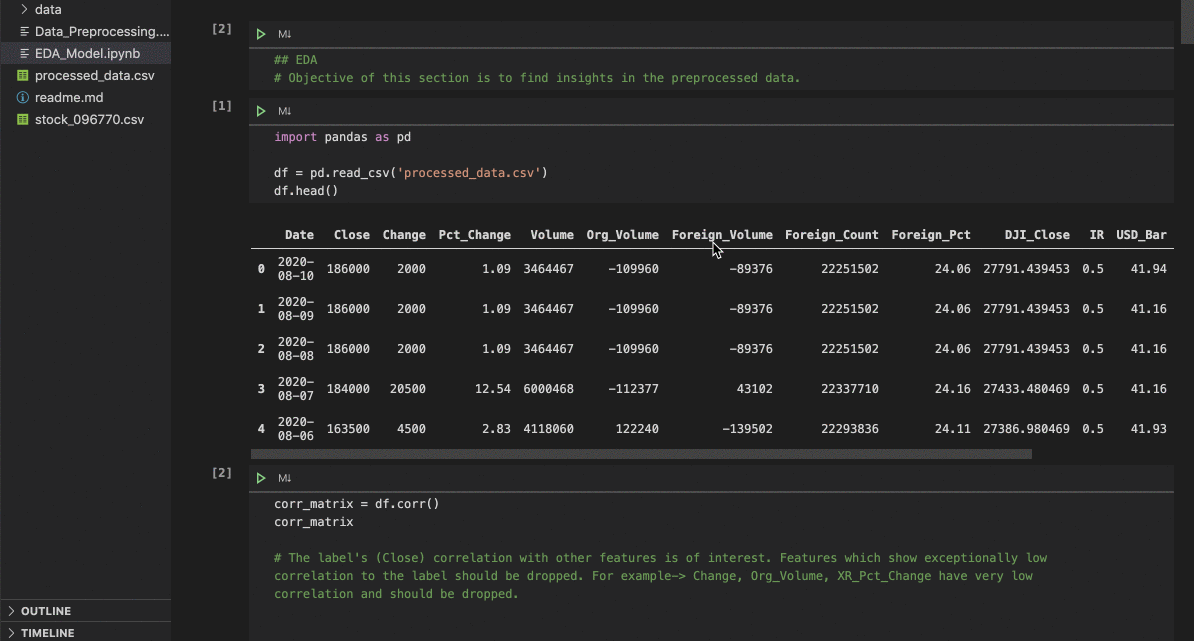 data
Data_Preprocessing....
EDA_Model.ipynb
processed_data.csv
readme.md
stock_096770.csv
OUTLINE
TIMELINE
[2]
M↓
## EDA
# Objective of this section is to find insights in the preprocessed data.
[1]
M↓
import pandas as pd
df = pd.read_csv('processed_data.csv')
df.head()
Date Close Change Pct_Change Volume Org_Volume Foreign_Volume Foreign_Count Foreign_Pct DJI_Close IR USD_Bar
0 2020-08-10 186000 2000 1.09 3464467 -109960 -89376 22251502 24.06 27791.439453 0.5 41.94
1 2020-08-09 186000 2000 1.09 3464467 -109960 -89376 22251502 24.06 27791.439453 0.5 41.16
2 2020-08-08 186000 2000 1.09 3464467 -109960 -89376 22251502 24.06 27791.439453 0.5 41.16
3 2020-08-07 184000 20500 12.54 6000468 -112377 43102 22337710 24.16 27433.480469 0.5 41.16
4 2020-08-06 163500 4500 2.83 4118060 122240 -139502 22293836 24.11 27386.980469 0.5 41.93
[2]
M↓
corr_matrix = df.corr()
corr_matrix
# The label's (Close) correlation with other features is of interest. Features which show exceptionally low
correlation to the label should be dropped. For example-> Change, Org_Volume, XR_Pct_Change have very low
correlation and should be dropped.